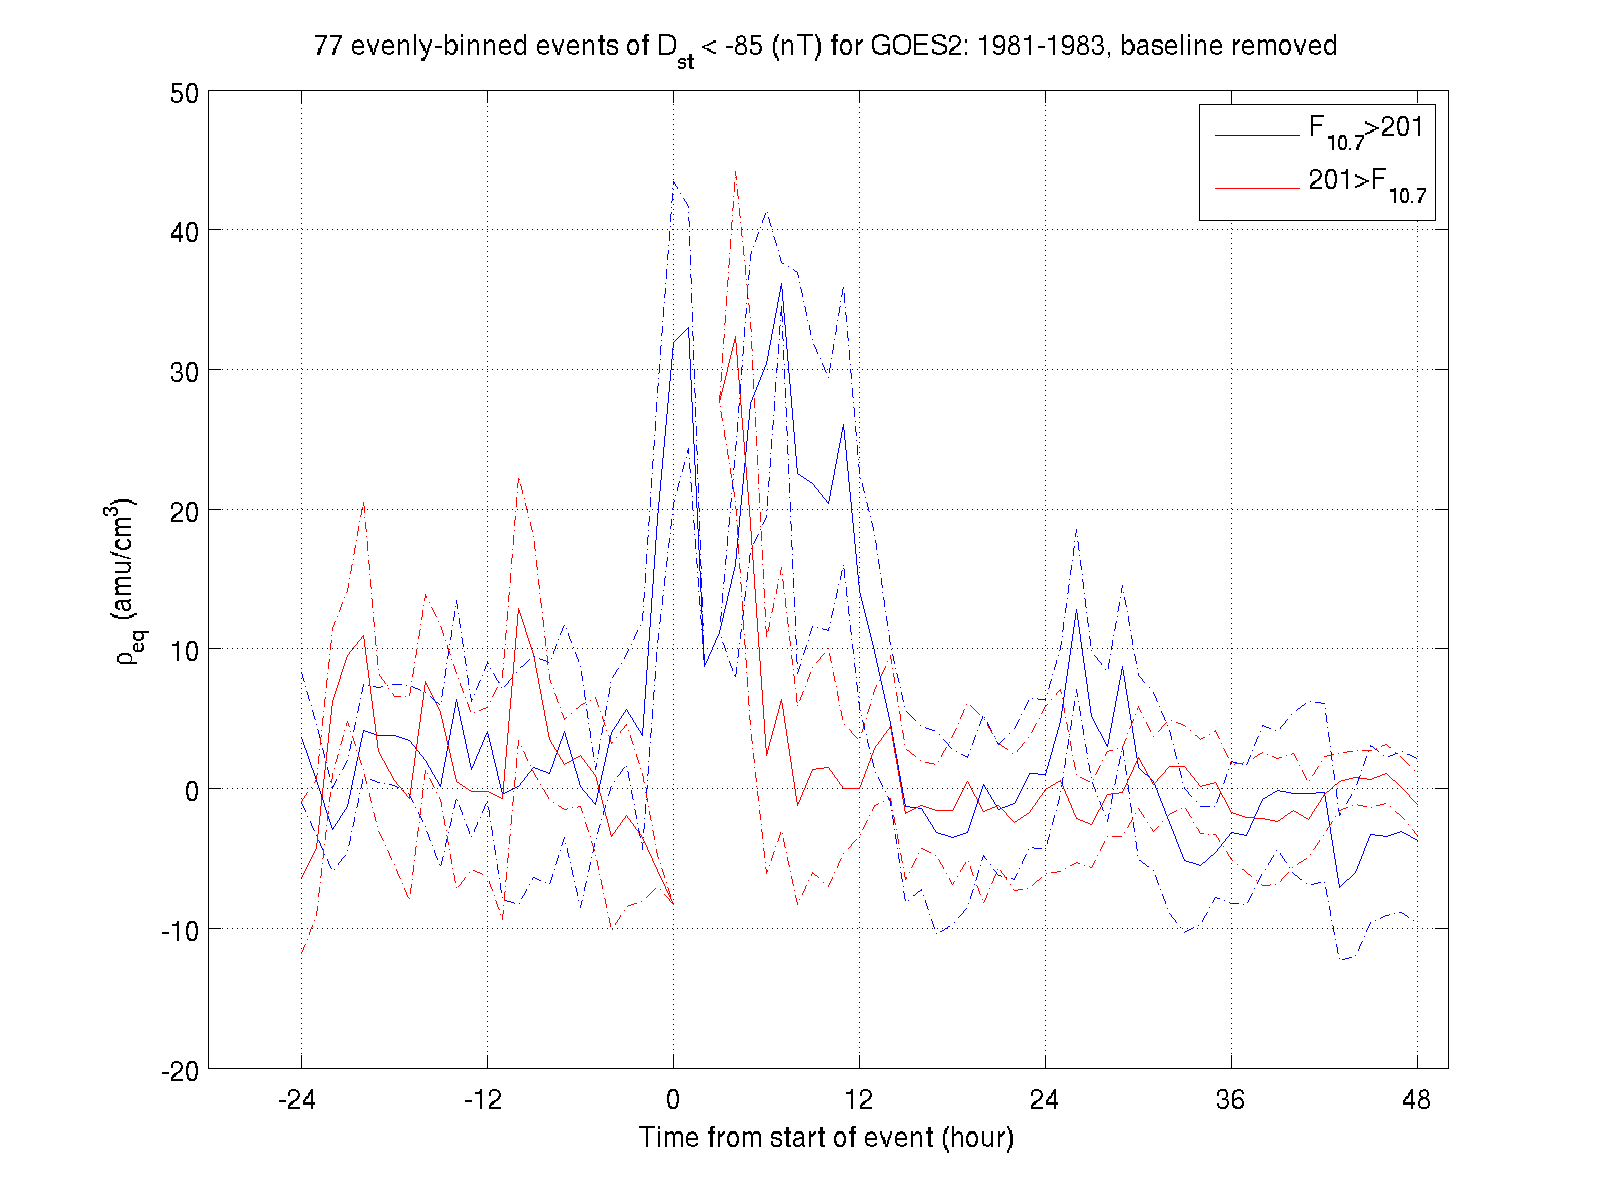 77 evenly-binned events of Dst < -85 (nT) for GOES2: 1981-1983, baseline removed
50
F10.7>201
201>F10.7
40
30
20
10
0
-10
-20
ρeq (amu/cm3)
-24 -12 0 12 24 36 48
Time from start of event (hour)